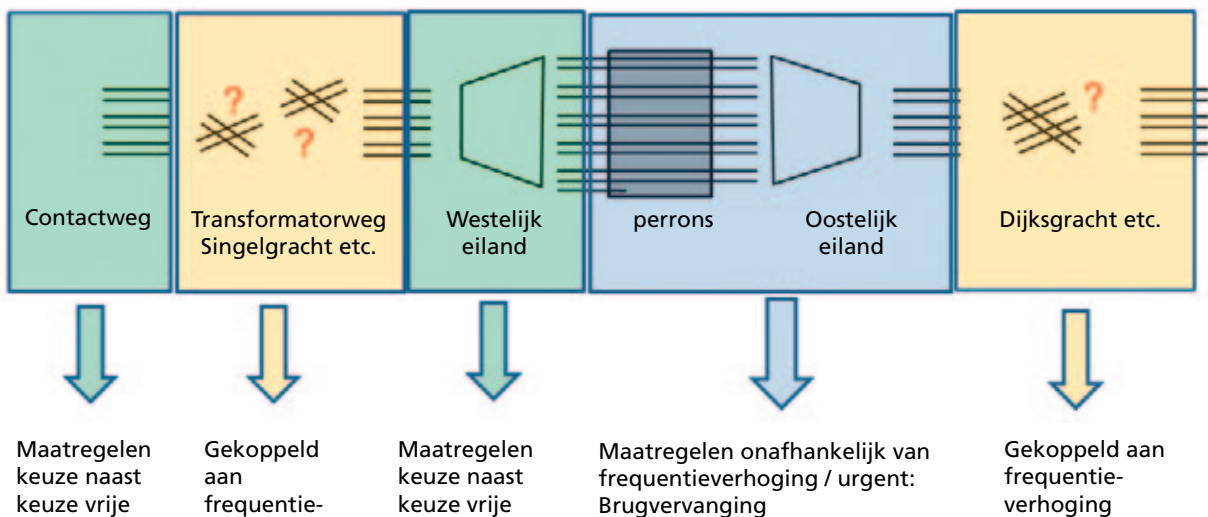 ?
?
?
Contactweg
Transformatorweg
Singelgracht etc.
Westelijk
eiland
perrons
Oostelijk
eiland
Dijksgracht etc.
Maatregelen
keuze naast
keuze vrije
Gekoppeld
aan
frequentie-
Maatregelen
keuze naast
keuze vrije
Maatregelen onafhankelijk van
frequentieverhoging / urgent:
Brugvervanging
Gekoppeld aan
frequentie-
verhoging